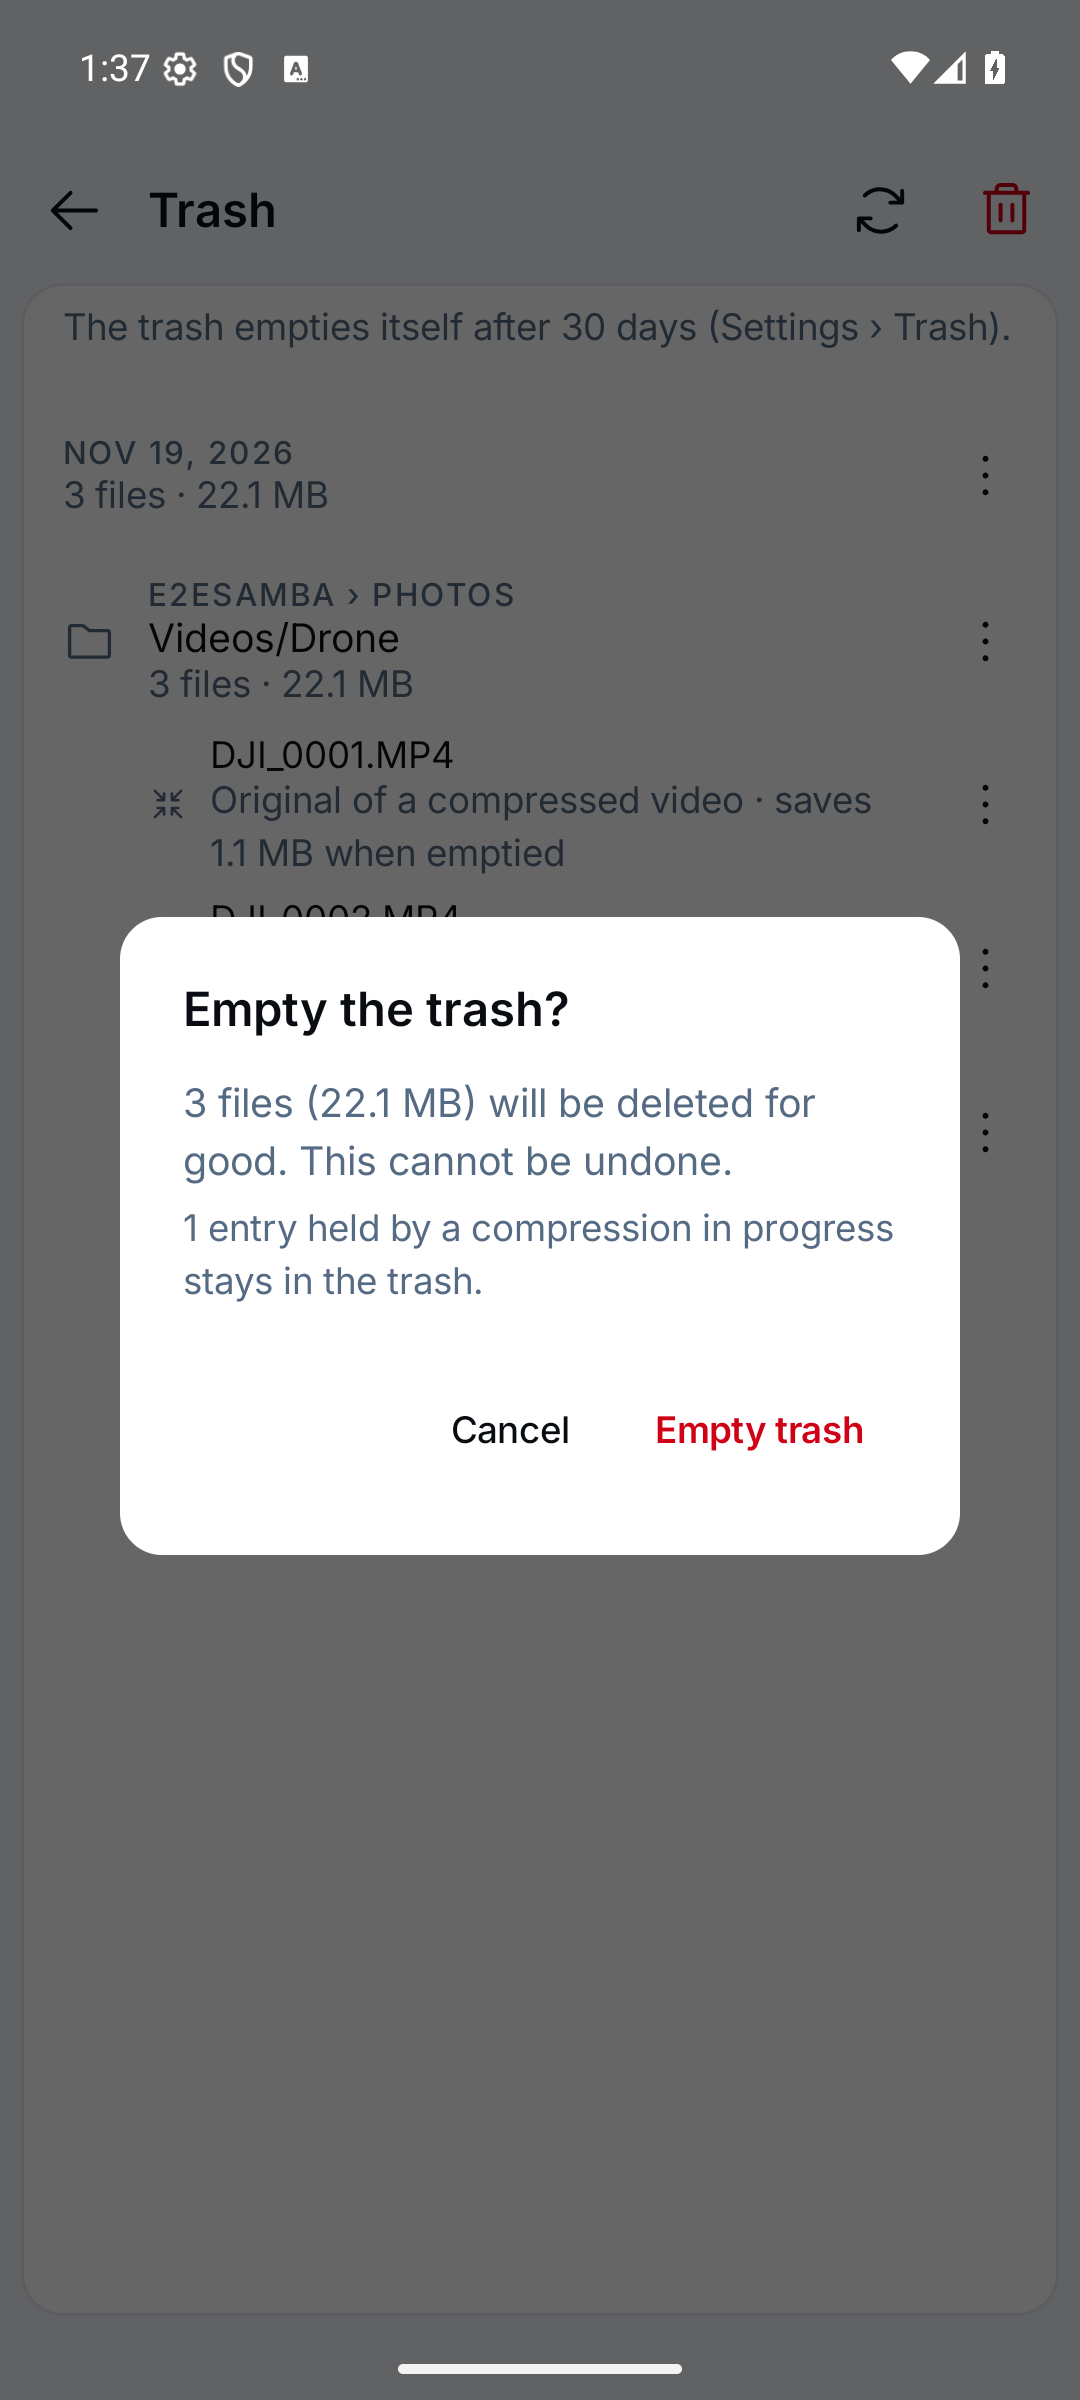 1:37
Trash
The trash empties itself after 30 days (Settings › Trash).
NOV 19, 2026
3 files · 22.1 MB
E2ESAMBA › PHOTOS
Videos/Drone
3 files · 22.1 MB
DJI_0001.MP4
Original of a compressed video · saves
1.1 MB when emptied
DJI_0002.MP4
Empty the trash?
3 files (22.1 MB) will be deleted for
good. This cannot be undone.
1 entry held by a compression in progress
stays in the trash.
Cancel
Empty trash